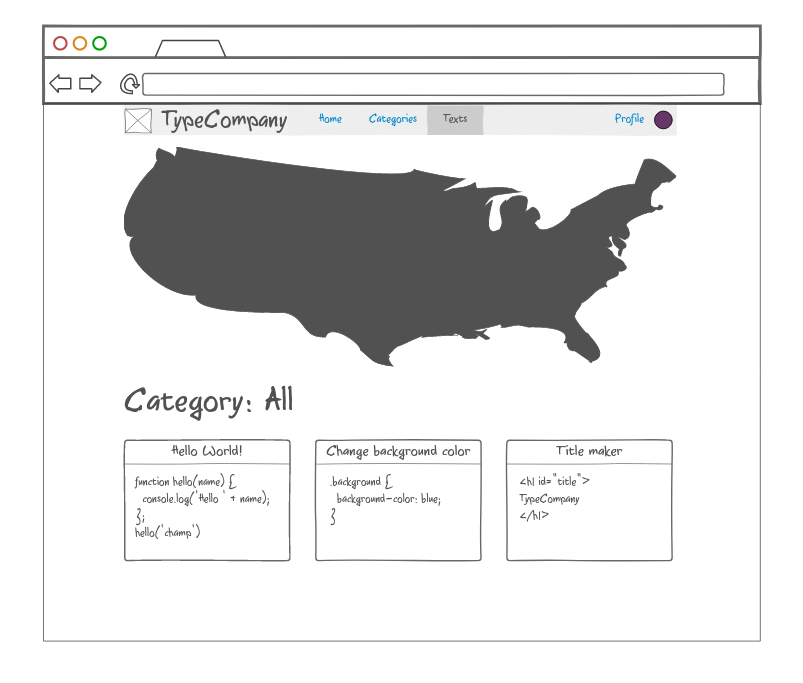 TypeCompany Home Categories Texts Profile
Category: All
Hello World!
function hello(name) {
console.log('Hello ' + name);
};
hello('champ')
Change background color
.background {
background-color: blue;
}
Title maker
<h1 id="title">
TypeCompany
</h1>